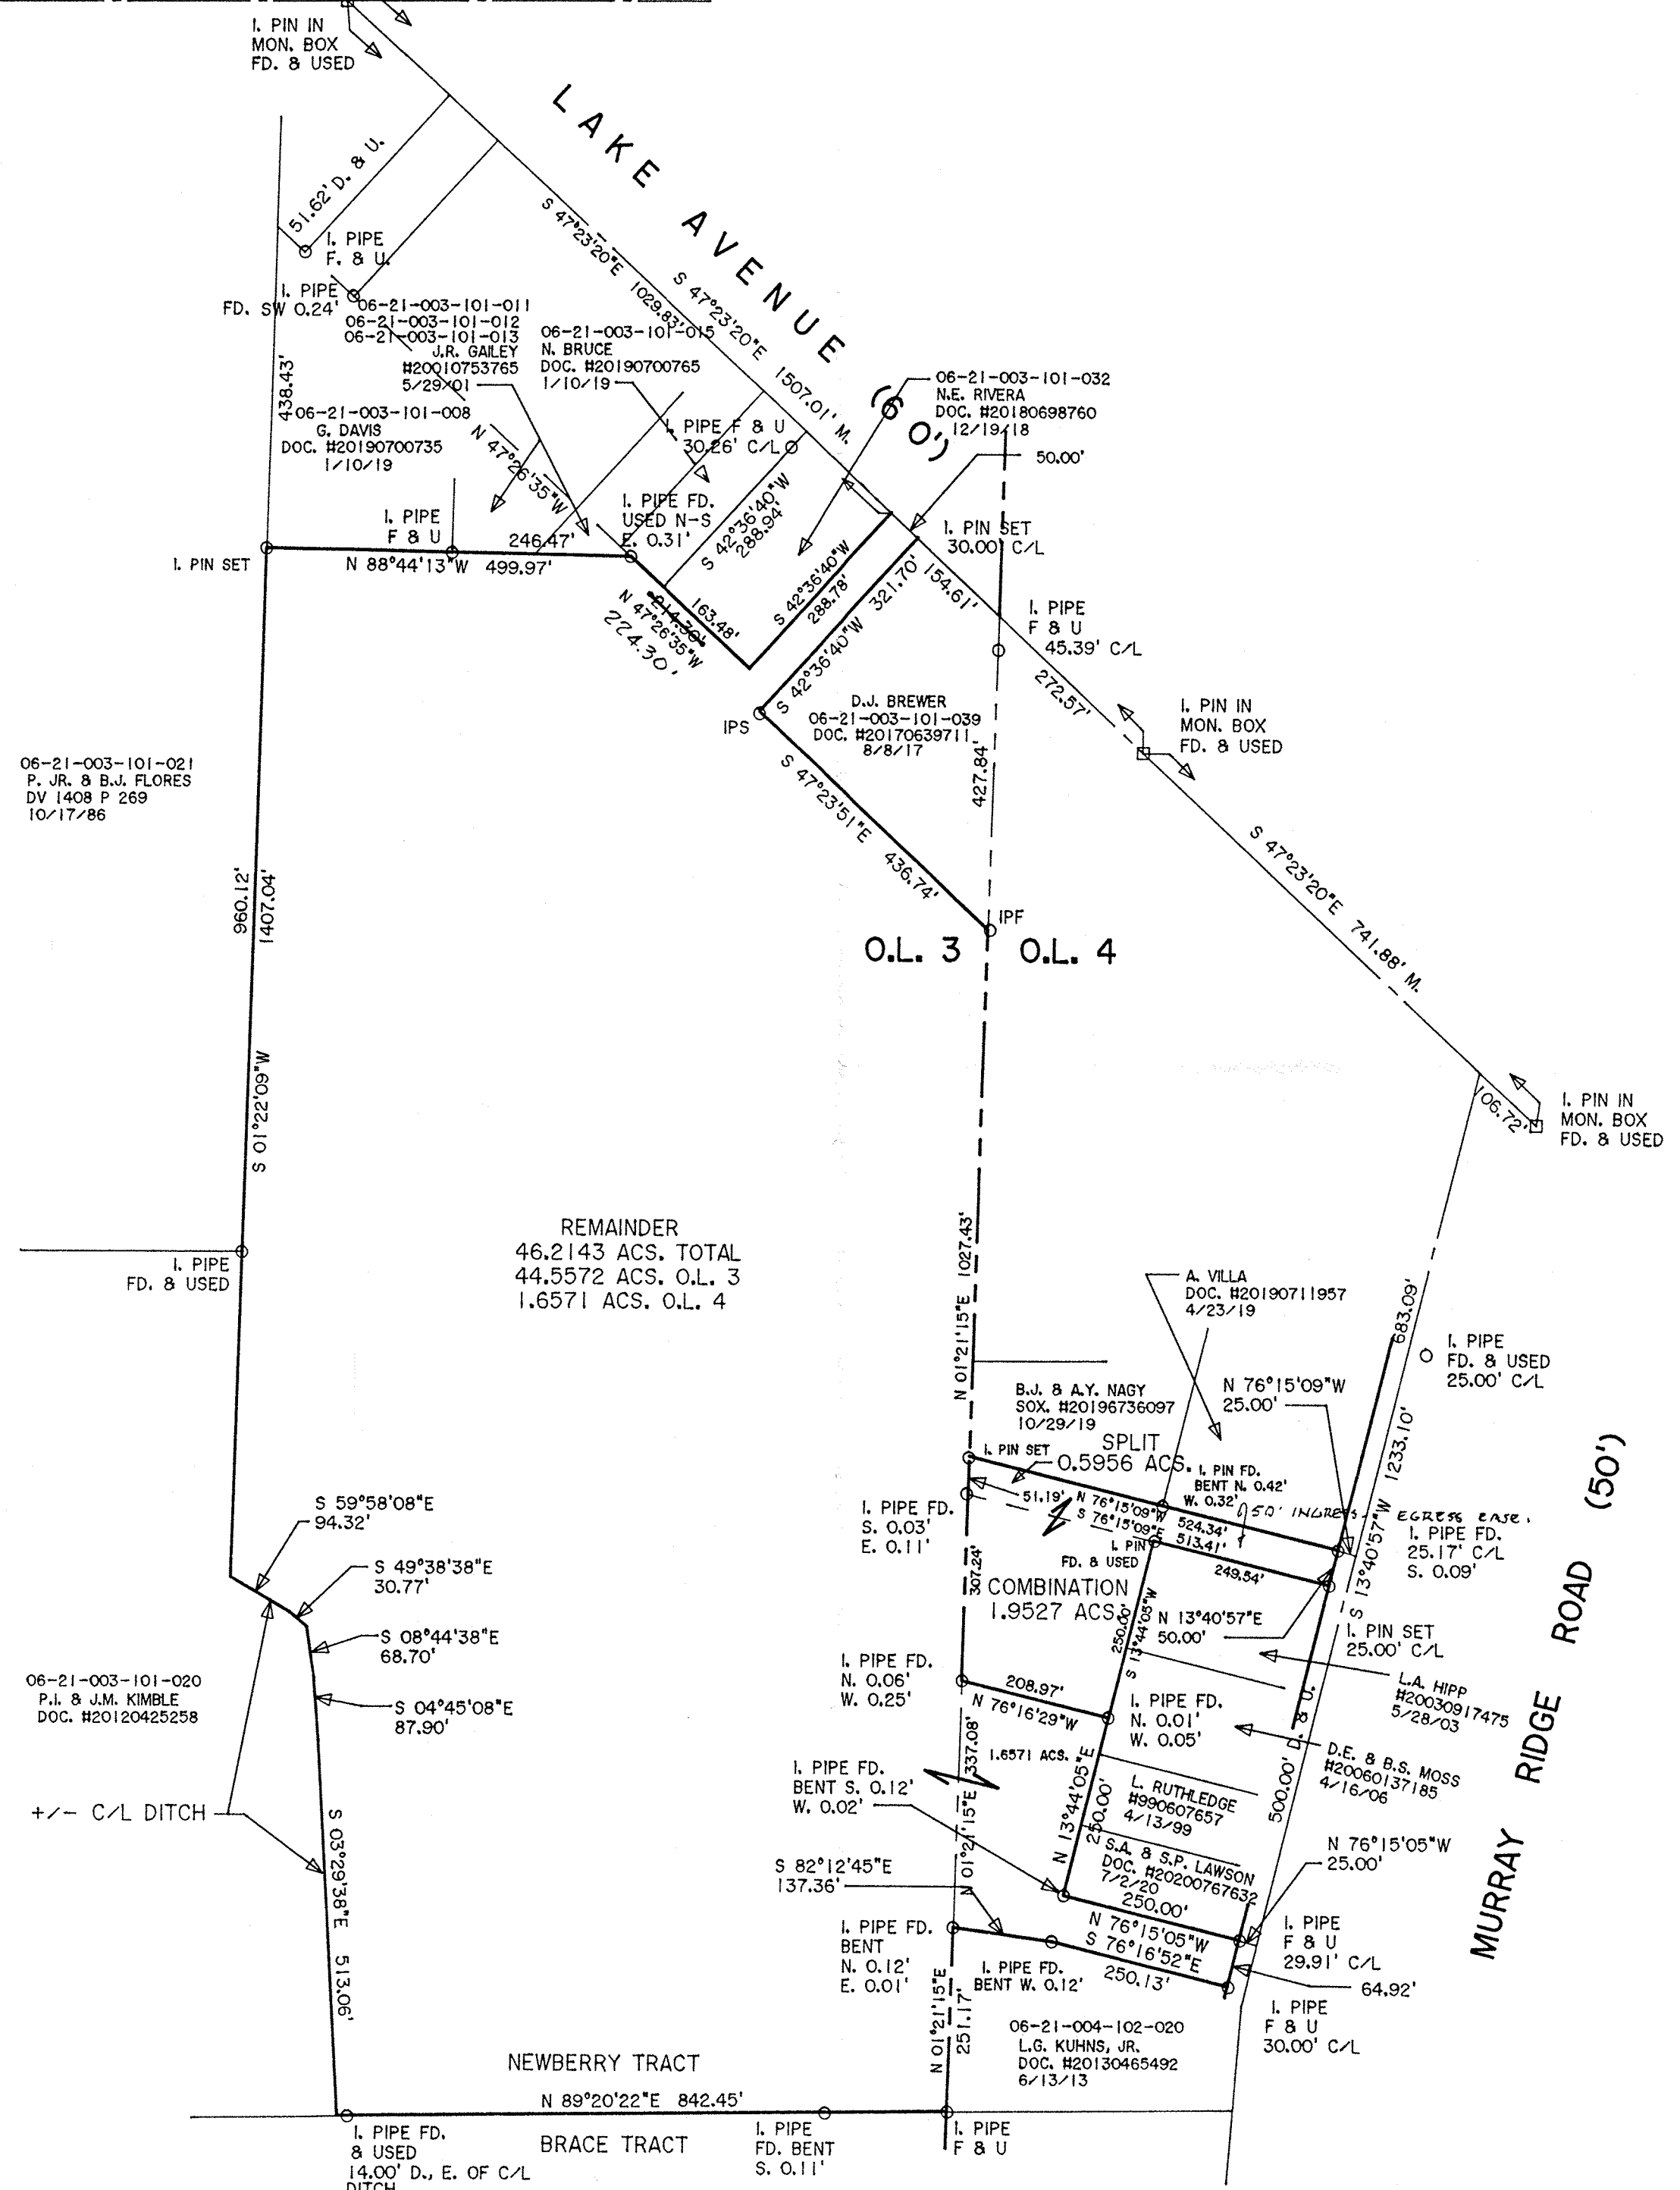 I. PIN IN
MON. BOX
FD. & USED
LAKE AVENUE (60')
51.62' D. & U.
I. PIPE
F. & U.
I. PIPE
FD. SW 0.24'
S 47°23'20"E 1029.83'
S 47°23'20"E 1507.01' M.
438.43'
06-21-003-101-011
06-21-003-101-012
06-21-003-101-013
J.R. GAILEY
#20010753765
5/29/01
06-21-003-101-015
N. BRUCE
DOC. #20190700765
1/10/19
06-21-003-101-032
N.E. RIVERA
DOC. #20180698760
12/19/18
50.00'
06-21-003-101-008
G. DAVIS
DOC. #20190700735
1/10/19
N 47°26'35"W
I. PIPE F & U
30.26' C/L
I. PIPE FD.
USED N-S
E. 0.31'
S 42°36'40"W
288.94'
I. PIPE
F & U
246.47'
I. PIN SET
N 88°44'13"W 499.97'
I. PIN SET
30.00' C/L
S 42°36'40"W
288.78'
163.48'
214.30'
N 47°26'35"W
224.30'
S 42°36'40"W 321.70'
154.61'
I. PIPE
F & U
45.39' C/L
272.57'
I. PIN IN
MON. BOX
FD. & USED
IPS
D.J. BREWER
06-21-003-101-039
DOC. #20170639711
8/8/17
427.84'
S 47°23'51"E 436.74'
06-21-003-101-021
P. JR. & B.J. FLORES
DV 1408 P 269
10/17/86
S 47°23'20"E 741.88' M.
960.12'
1407.04'
S 01°22'09"W
IPF
O.L. 3
O.L. 4
106.72'
I. PIN IN
MON. BOX
FD. & USED
REMAINDER
46.2143 ACS. TOTAL
44.5572 ACS. O.L. 3
1.6571 ACS. O.L. 4
I. PIPE
FD. & USED
N 01°21'15"E 1027.43'
A. VILLA
DOC. #20190711957
4/23/19
683.09'
I. PIPE
FD. & USED
25.00' C/L
B.J. & A.Y. NAGY
SOX. #20196736097
10/29/19
N 76°15'09"W
25.00'
1233.10'
S 13°40'57"W
MURRAY RIDGE ROAD (50')
I. PIN SET
SPLIT
0.5956 ACS.
I. PIN FD.
BENT N. 0.42'
W. 0.32'
51.19'
N 76°15'09"W 524.34'
S 76°15'09"E 513.41'
50' INGRESS - EGRESS EASE.
I. PIPE FD.
S. 0.03'
E. 0.11'
I. PIN
FD. & USED
249.54'
I. PIPE FD.
25.17' C/L
S. 0.09'
307.24'
COMBINATION
1.9527 ACS.
250.00'
S 13°44'05"W
N 13°40'57"E
50.00'
I. PIN SET
25.00' C/L
L.A. HIPP
#20030917475
5/28/03
S 59°58'08"E
94.32'
S 49°38'38"E
30.77'
S 08°44'38"E
68.70'
S 04°45'08"E
87.90'
06-21-003-101-020
P.I. & J.M. KIMBLE
DOC. #20120425258
I. PIPE FD.
N. 0.06'
W. 0.25'
208.97'
N 76°16'29"W
I. PIPE FD.
N. 0.01'
W. 0.05'
D.E. & B.S. MOSS
#20060137185
4/16/06
1.6571 ACS.
337.08'
N 01°21'15"E
I. PIPE FD.
BENT S. 0.12'
W. 0.02'
N 13°44'05"E
250.00'
L. RUTHLEDGE
#990607657
4/13/99
500.00' D. & U.
+/- C/L DITCH
S 03°29'38"E 513.06'
S 82°12'45"E
137.36'
S.A. & S.P. LAWSON
DOC. #20200767632
7/2/20
N 76°15'05"W
25.00'
250.00'
N 76°15'05"W
S 76°16'52"E
250.13'
I. PIPE FD.
BENT
N. 0.12'
E. 0.01'
I. PIPE FD.
BENT W. 0.12'
I. PIPE
F & U
29.91' C/L
64.92'
I. PIPE
F & U
30.00' C/L
N 01°21'15"E
251.17'
06-21-004-102-020
L.G. KUHNS, JR.
DOC. #20130465492
6/13/13
NEWBERRY TRACT
N 89°20'22"E 842.45'
BRACE TRACT
I. PIPE FD.
& USED
14.00' D., E. OF C/L
DITCH
I. PIPE
FD. BENT
S. 0.11'
I. PIPE
F & U